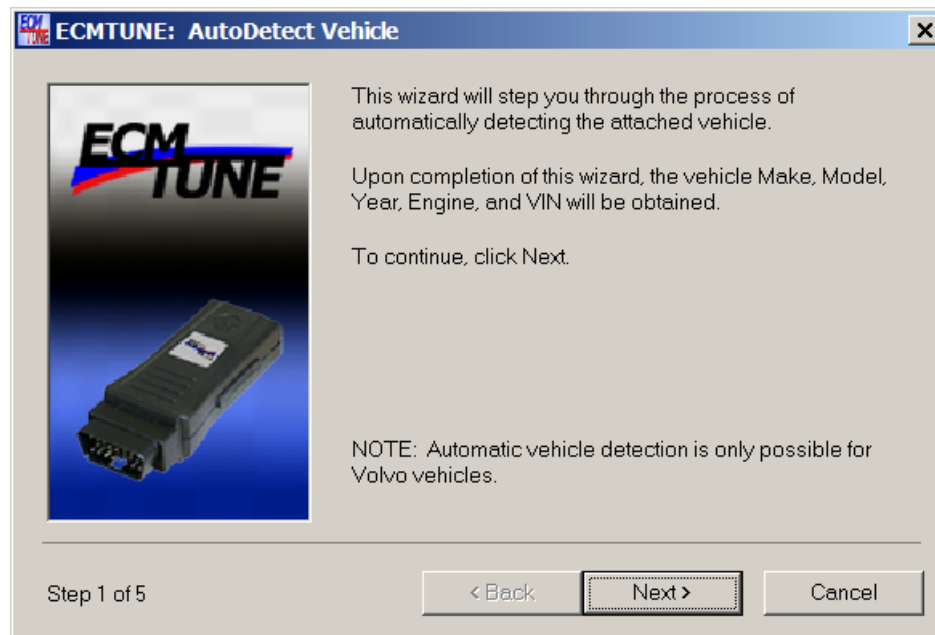 ECM
TUNE
ECMTUNE: AutoDetect Vehicle
ECM
TUNE
This wizard will step you through the process of
automatically detecting the attached vehicle.
Upon completion of this wizard, the vehicle Make, Model,
Year, Engine, and VIN will be obtained.
To continue, click Next.
NOTE: Automatic vehicle detection is only possible for
Volvo vehicles.
Step 1 of 5
< Back
Next >
Cancel